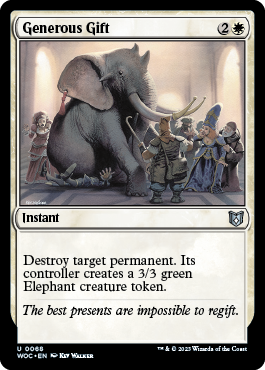 Generous Gift 2
Instant
Destroy target permanent. Its
controller creates a 3/3 green
Elephant creature token.
The best presents are impossible to regift.
U 0068
WOC • EN Kev Walker
™ & © 2023 Wizards of the Coast